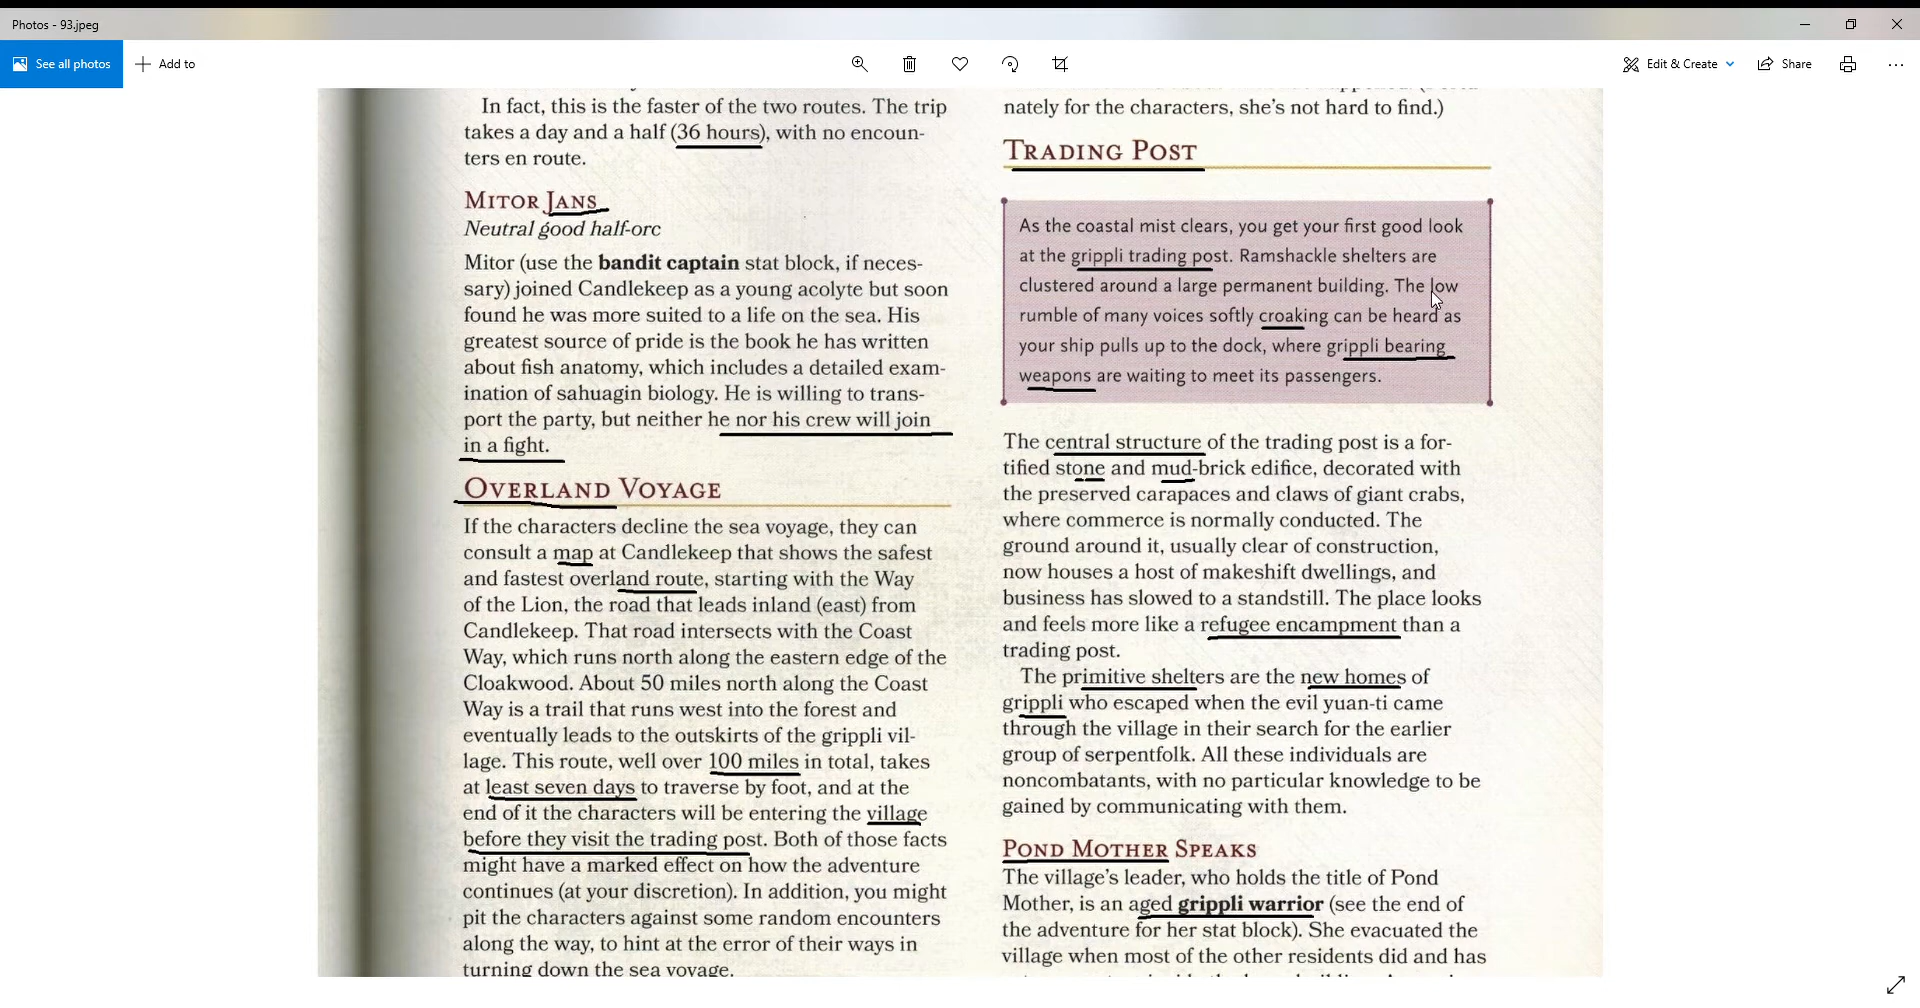 Photos - 93.jpeg
See all photos
Add to
Edit & Create
Share
In fact, this is the faster of the two routes. The trip
takes a day and a half (36 hours), with no encoun-
ters en route.
MITOR JANS
Neutral good half-orc
Mitor (use the bandit captain stat block, if neces-
sary) joined Candlekeep as a young acolyte but soon
found he was more suited to a life on the sea. His
greatest source of pride is the book he has written
about fish anatomy, which includes a detailed exam-
ination of sahuagin biology. He is willing to trans-
port the party, but neither he nor his crew will join
in a fight.
OVERLAND VOYAGE
If the characters decline the sea voyage, they can
consult a map at Candlekeep that shows the safest
and fastest overland route, starting with the Way
of the Lion, the road that leads inland (east) from
Candlekeep. That road intersects with the Coast
Way, which runs north along the eastern edge of the
Cloakwood. About 50 miles north along the Coast
Way is a trail that runs west into the forest and
eventually leads to the outskirts of the grippli vil-
lage. This route, well over 100 miles in total, takes
at least seven days to traverse by foot, and at the
end of it the characters will be entering the village
before they visit the trading post. Both of those facts
might have a marked effect on how the adventure
continues (at your discretion). In addition, you might
pit the characters against some random encounters
along the way, to hint at the error of their ways in
turning down the sea voyage.
nately for the characters, she's not hard to find.)
TRADING POST
As the coastal mist clears, you get your first good look
at the grippli trading post. Ramshackle shelters are
clustered around a large permanent building. The low
rumble of many voices softly croaking can be heard as
your ship pulls up to the dock, where grippli bearing
weapons are waiting to meet its passengers.
The central structure of the trading post is a for-
tified stone and mud-brick edifice, decorated with
the preserved carapaces and claws of giant crabs,
where commerce is normally conducted. The
ground around it, usually clear of construction,
now houses a host of makeshift dwellings, and
business has slowed to a standstill. The place looks
and feels more like a refugee encampment than a
trading post.
The primitive shelters are the new homes of
grippli who escaped when the evil yuan-ti came
through the village in their search for the earlier
group of serpentfolk. All these individuals are
noncombatants, with no particular knowledge to be
gained by communicating with them.
POND MOTHER SPEAKS
The village's leader, who holds the title of Pond
Mother, is an aged grippli warrior (see the end of
the adventure for her stat block). She evacuated the
village when most of the other residents did and has